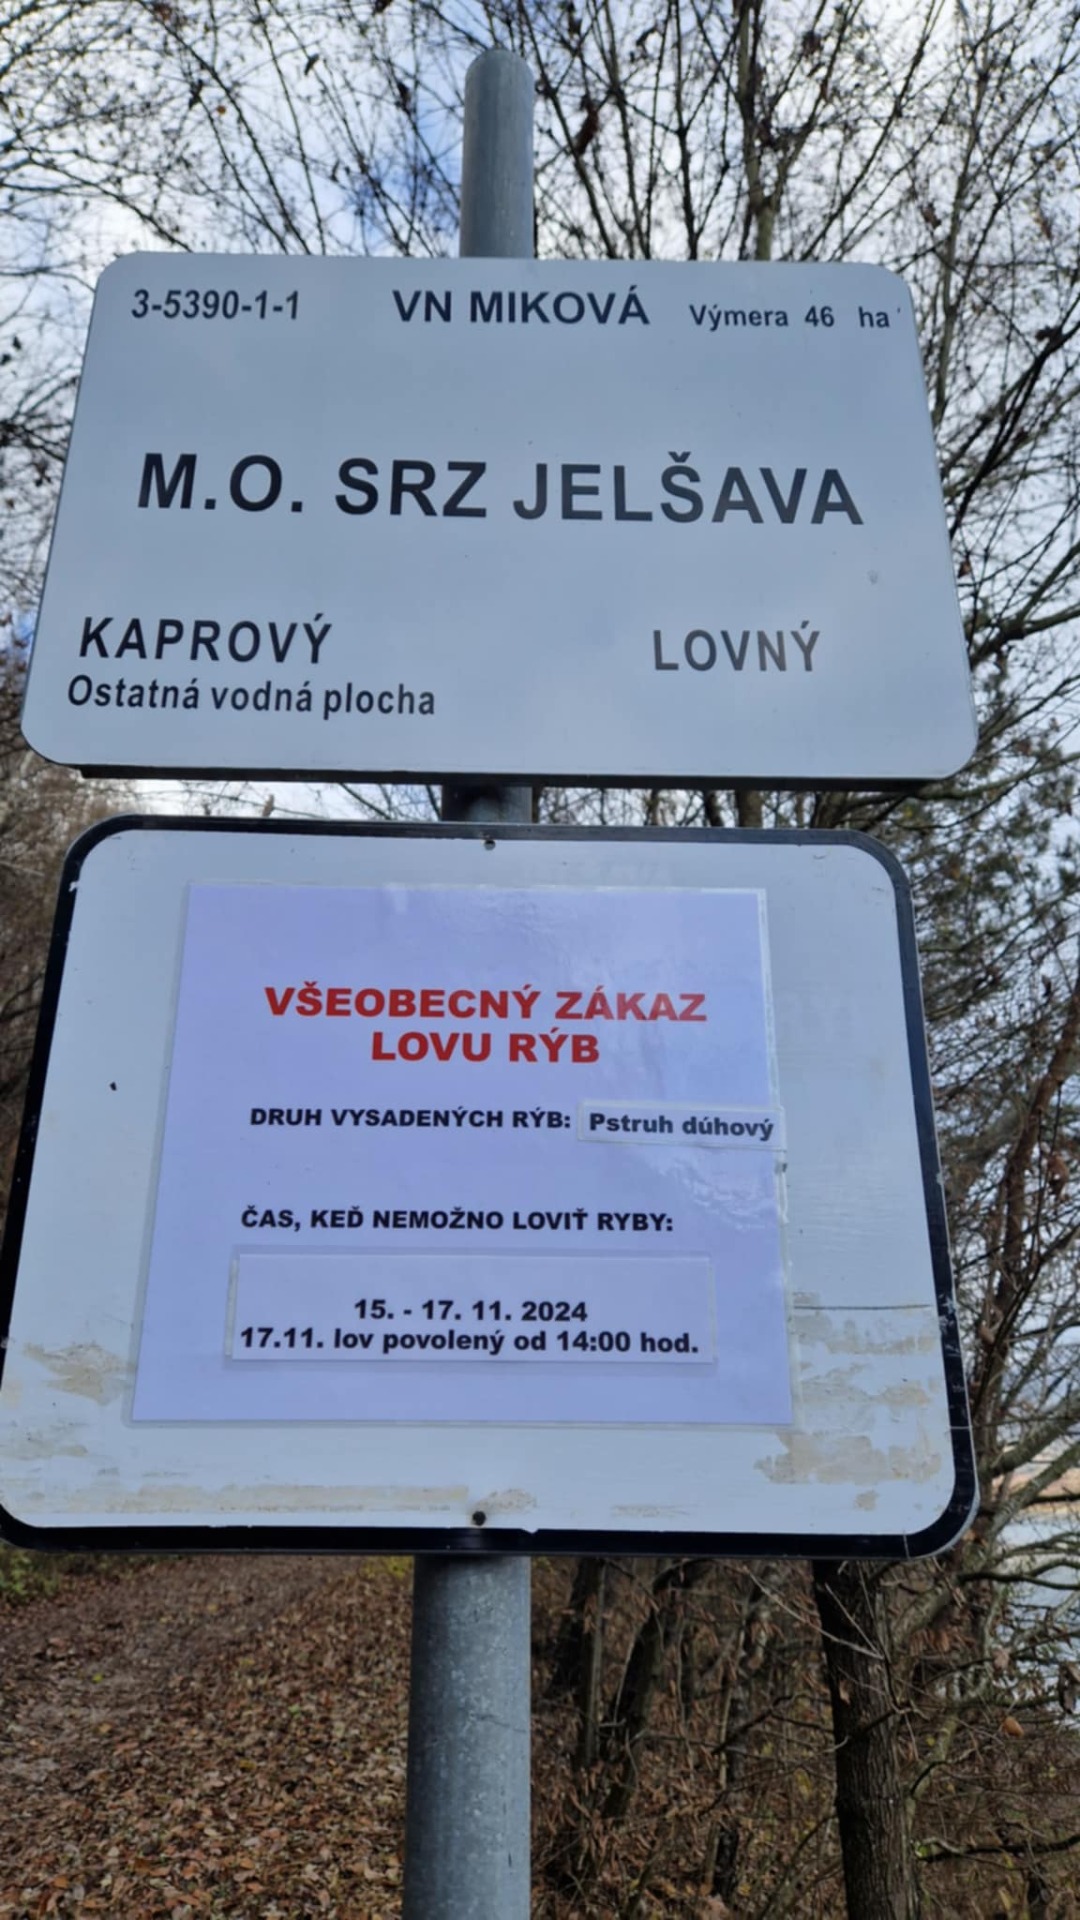 3-5390-1-1 VN MIKOVÁ Výmera 46 ha
M.O. SRZ JELŠAVA
KAPROVÝ LOVNÝ
Ostatná vodná plocha
VŠEOBECNÝ ZÁKAZ
LOVU RÝB
DRUH VYSADENÝCH RÝB: Pstruh dúhový
ČAS, KEĎ NEMOŽNO LOVIŤ RYBY:
15. - 17. 11. 2024
17.11. lov povolený od 14:00 hod.